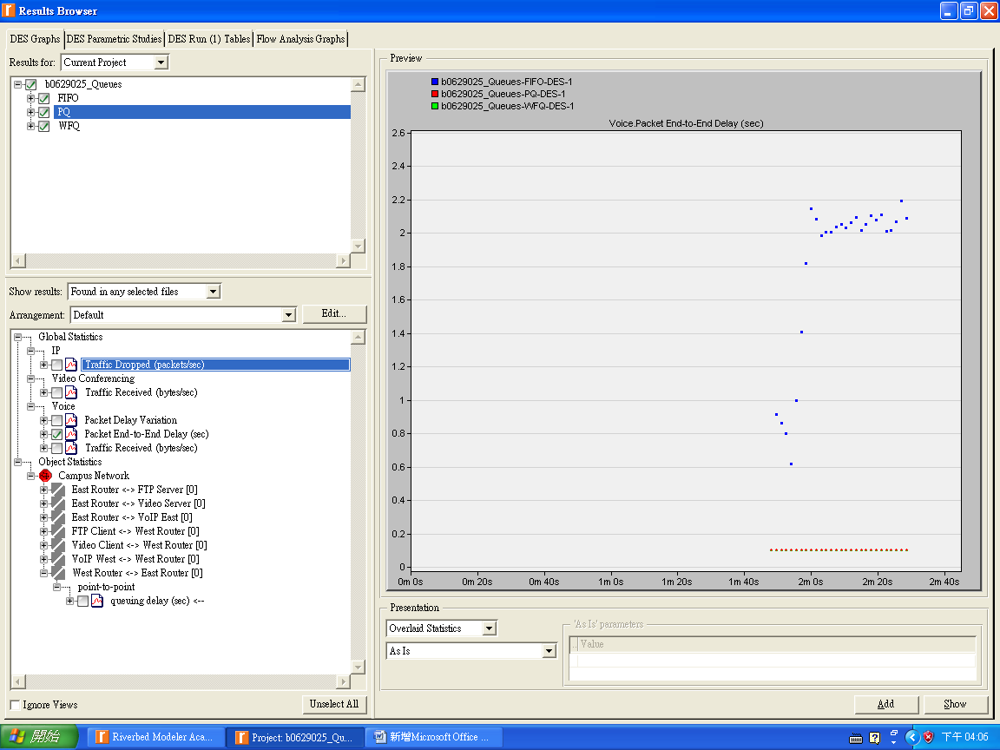 Results Browser
DES Graphs DES Parametric Studies DES Run (1) Tables Flow Analysis Graphs
Results for: Current Project
b0629025_Queues
FIFO
PQ
WFQ
Show results: Found in any selected files
Arrangement: Default Edit...
Global Statistics
IP
Traffic Dropped (packets/sec)
Video Conferencing
Traffic Received (bytes/sec)
Voice
Packet Delay Variation
Packet End-to-End Delay (sec)
Traffic Received (bytes/sec)
Object Statistics
Campus Network
East Router <-> FTP Server [0]
East Router <-> Video Server [0]
East Router <-> VoIP East [0]
FTP Client <-> West Router [0]
Video Client <-> West Router [0]
VoIP West <-> West Router [0]
West Router <-> East Router [0]
point-to-point
queuing delay (sec) <--
Ignore Views Unselect All
Preview
b0629025_Queues-FIFO-DES-1
b0629025_Queues-PQ-DES-1
b0629025_Queues-WFQ-DES-1
Voice.Packet End-to-End Delay (sec)
2.6
2.4
2.2
2
1.8
1.6
1.4
1.2
1
0.8
0.6
0.4
0.2
0
0m 0s 0m 20s 0m 40s 1m 0s 1m 20s 1m 40s 2m 0s 2m 20s 2m 40s
Presentation
Overlaid Statistics
As Is
'As Is' parameters
... Value
Add Show
開始 Riverbed Modeler Aca... Project: b0629025_Qu... 新增Microsoft Office ... 下午 04:06